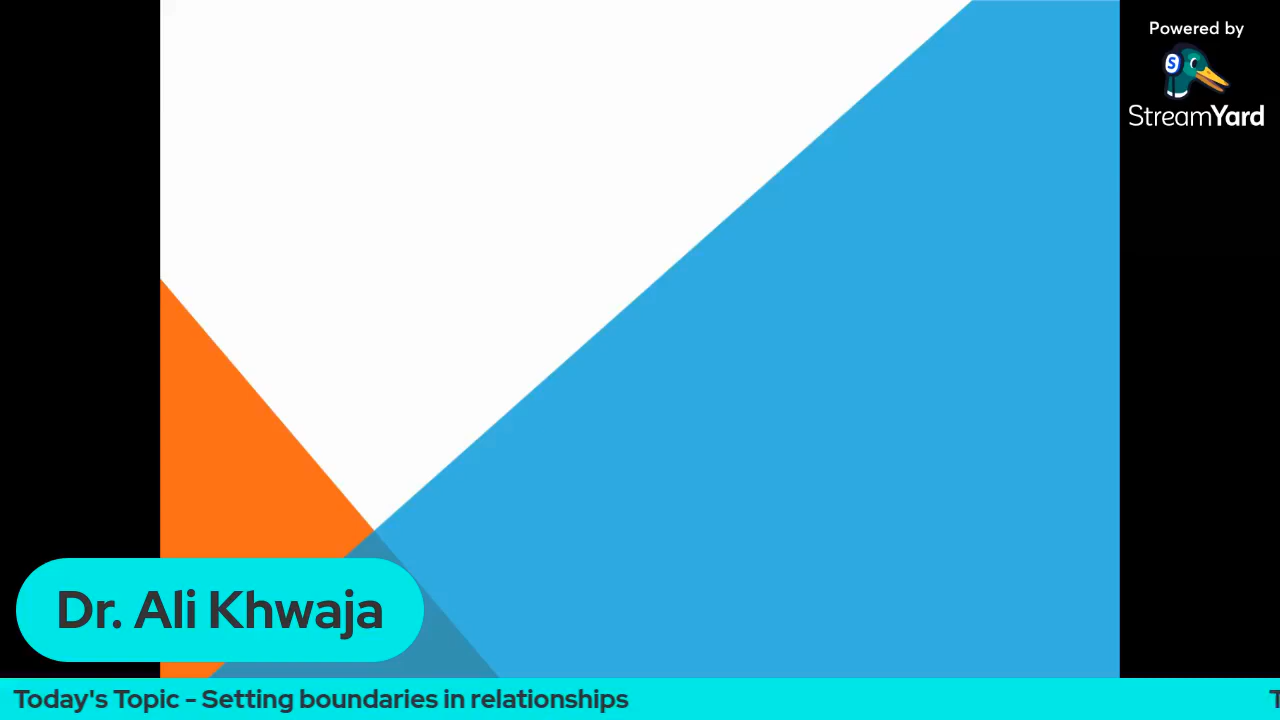 Powered by
S
StreamYard
Dr. Ali Khwaja
Today's Topic - Setting boundaries in relationships
T